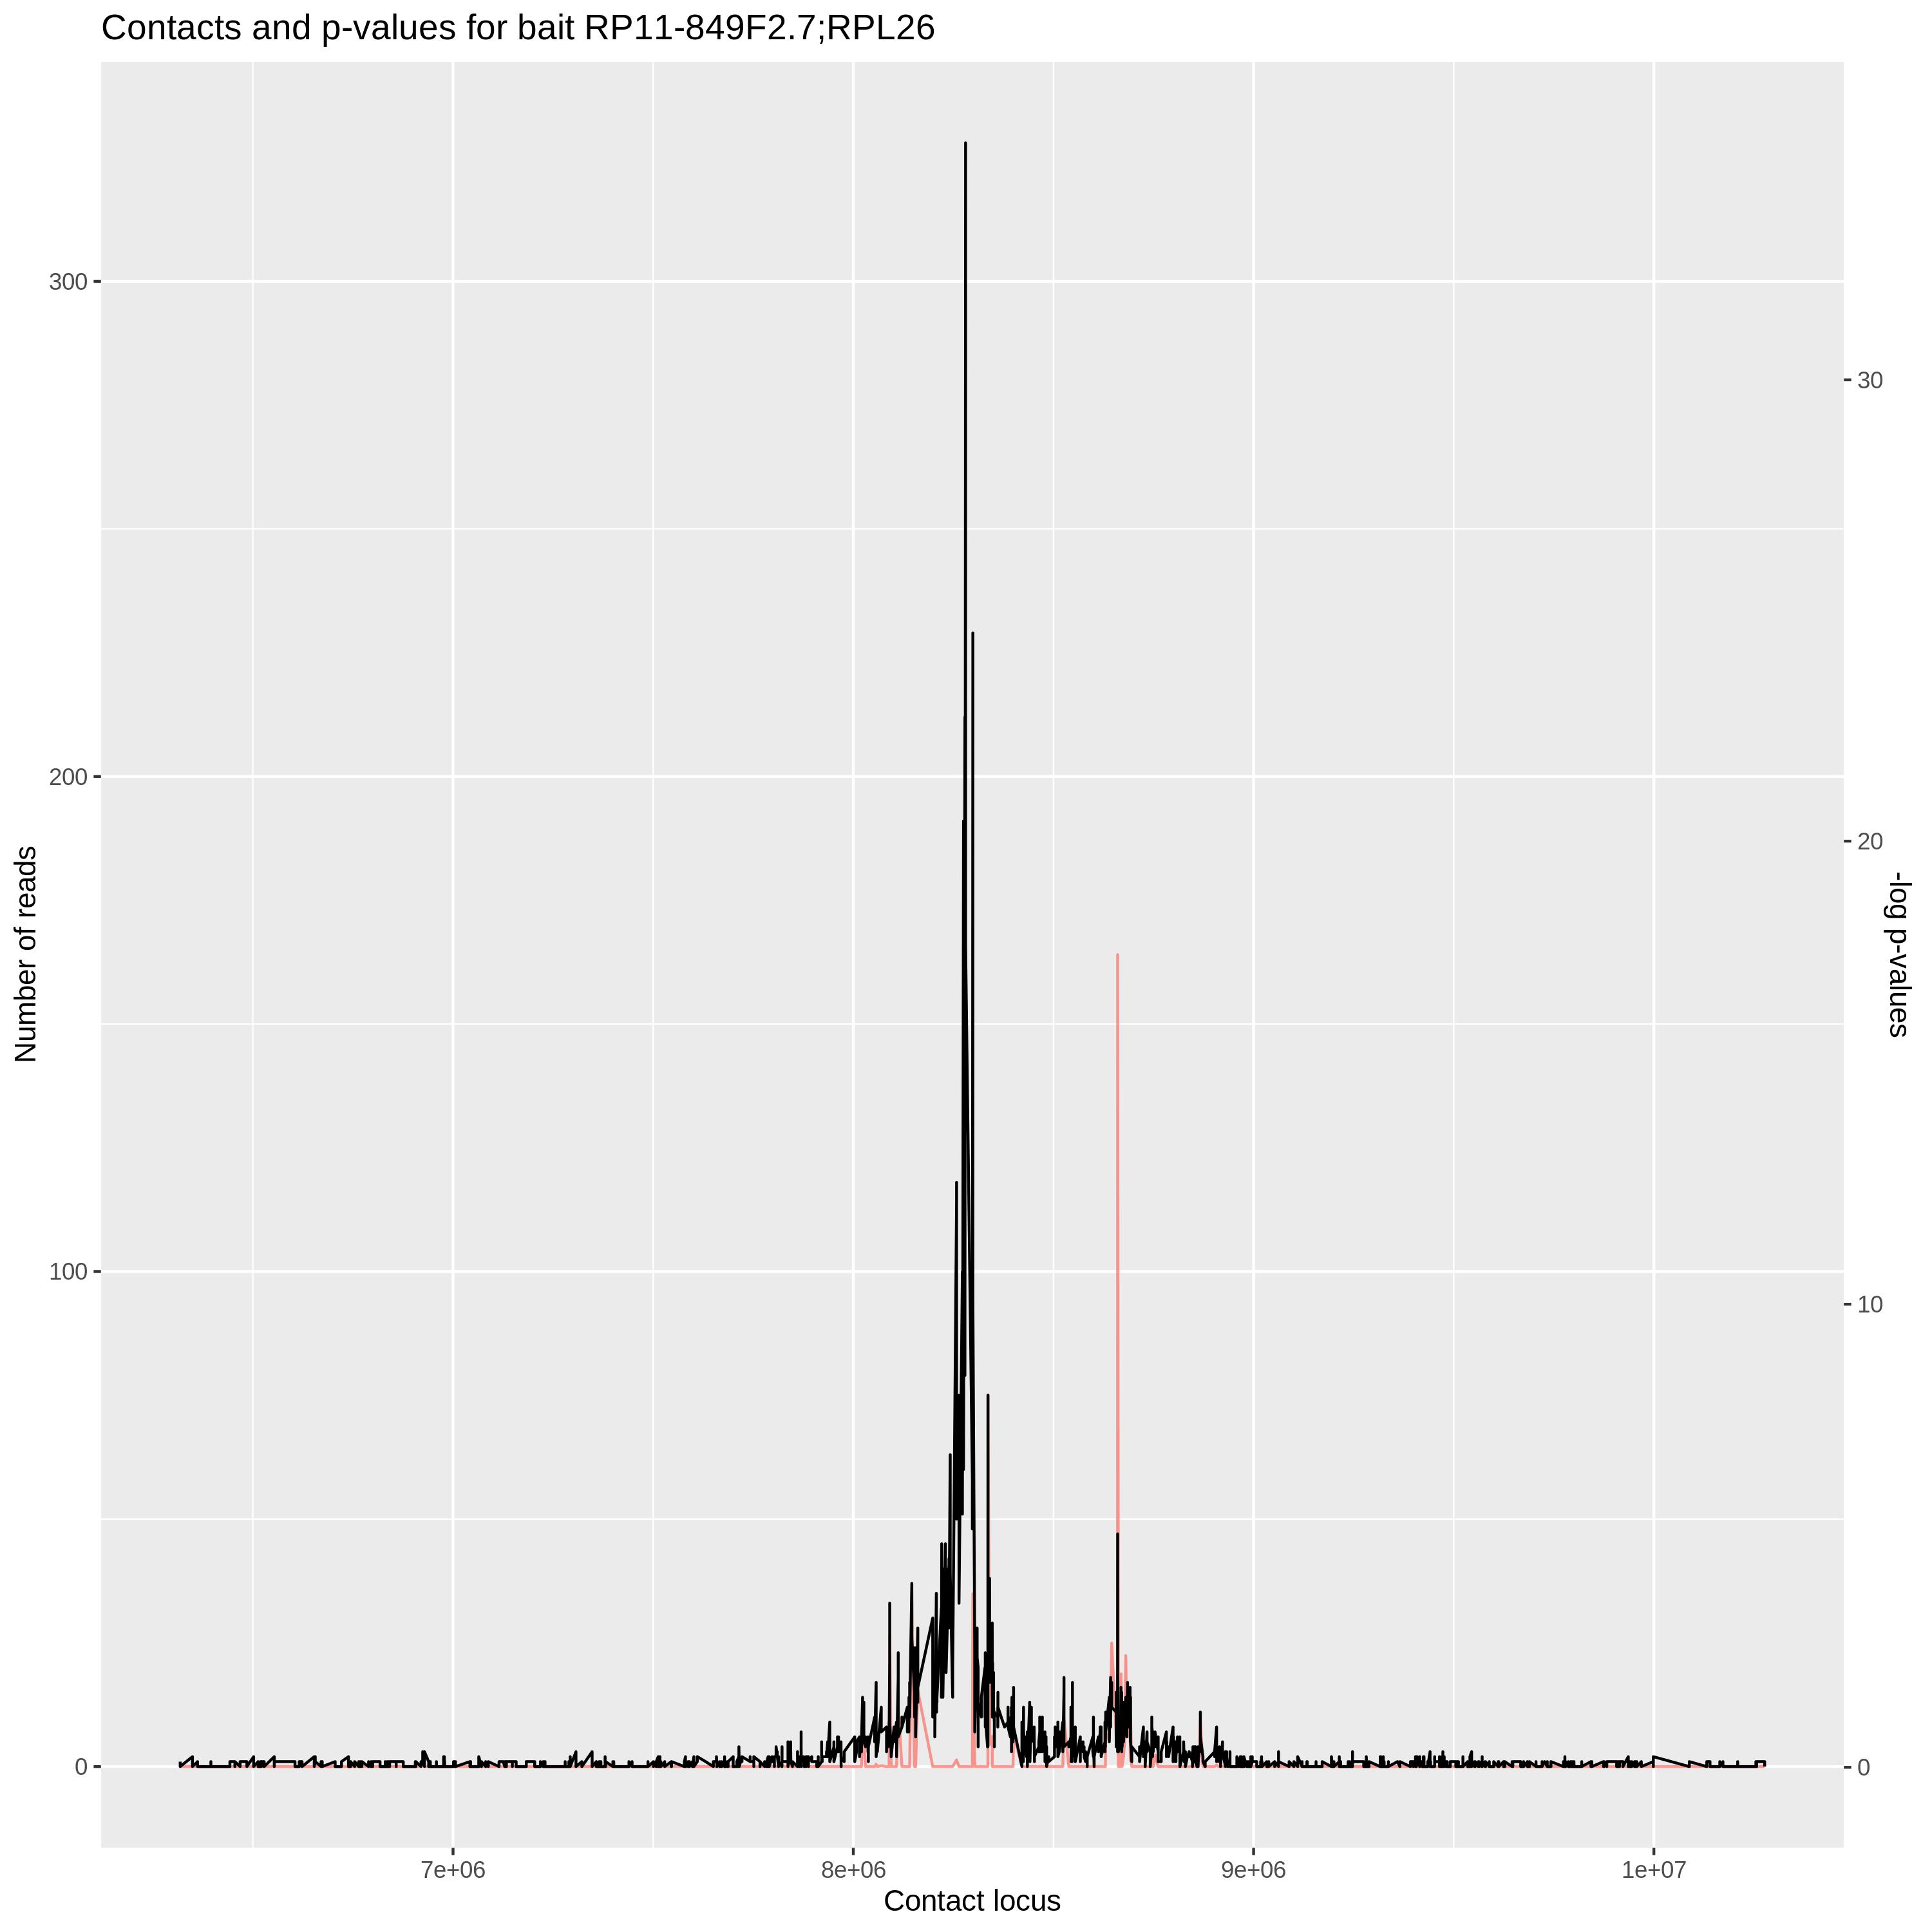 Contacts and p-values for bait RP11-849F2.7;RPL26
Number of reads
300
200
100
0
30
20
10
0
-log p-values
7e+06
8e+06
9e+06
1e+07
Contact locus